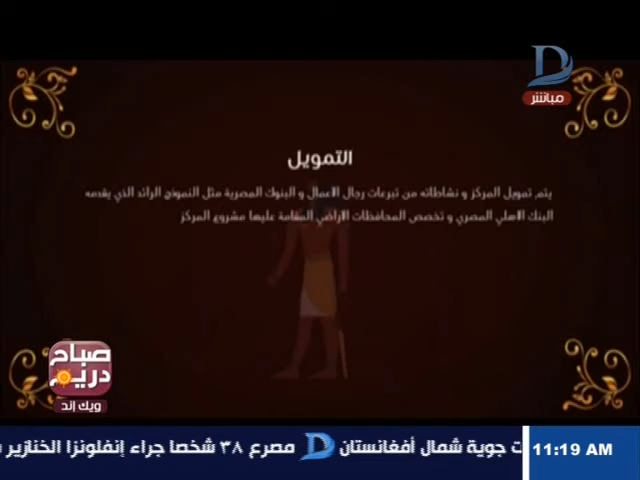 مباشر
التمويل
يتم تمويل المركز و نشاطاته من تبرعات رجال الاعمال و البنوك المصرية مثل النموذج الرائد الذي يقدمه
البنك الاهلي المصري و تخصص المحافظات الاراضي المقامة عليها مشروع المركز
صباح
دريم
ويك إند
ت جوية شمال أفغانستان
مصرع ٣٨ شخصا جراء إنفلونزا الخنازير
11:19 AM